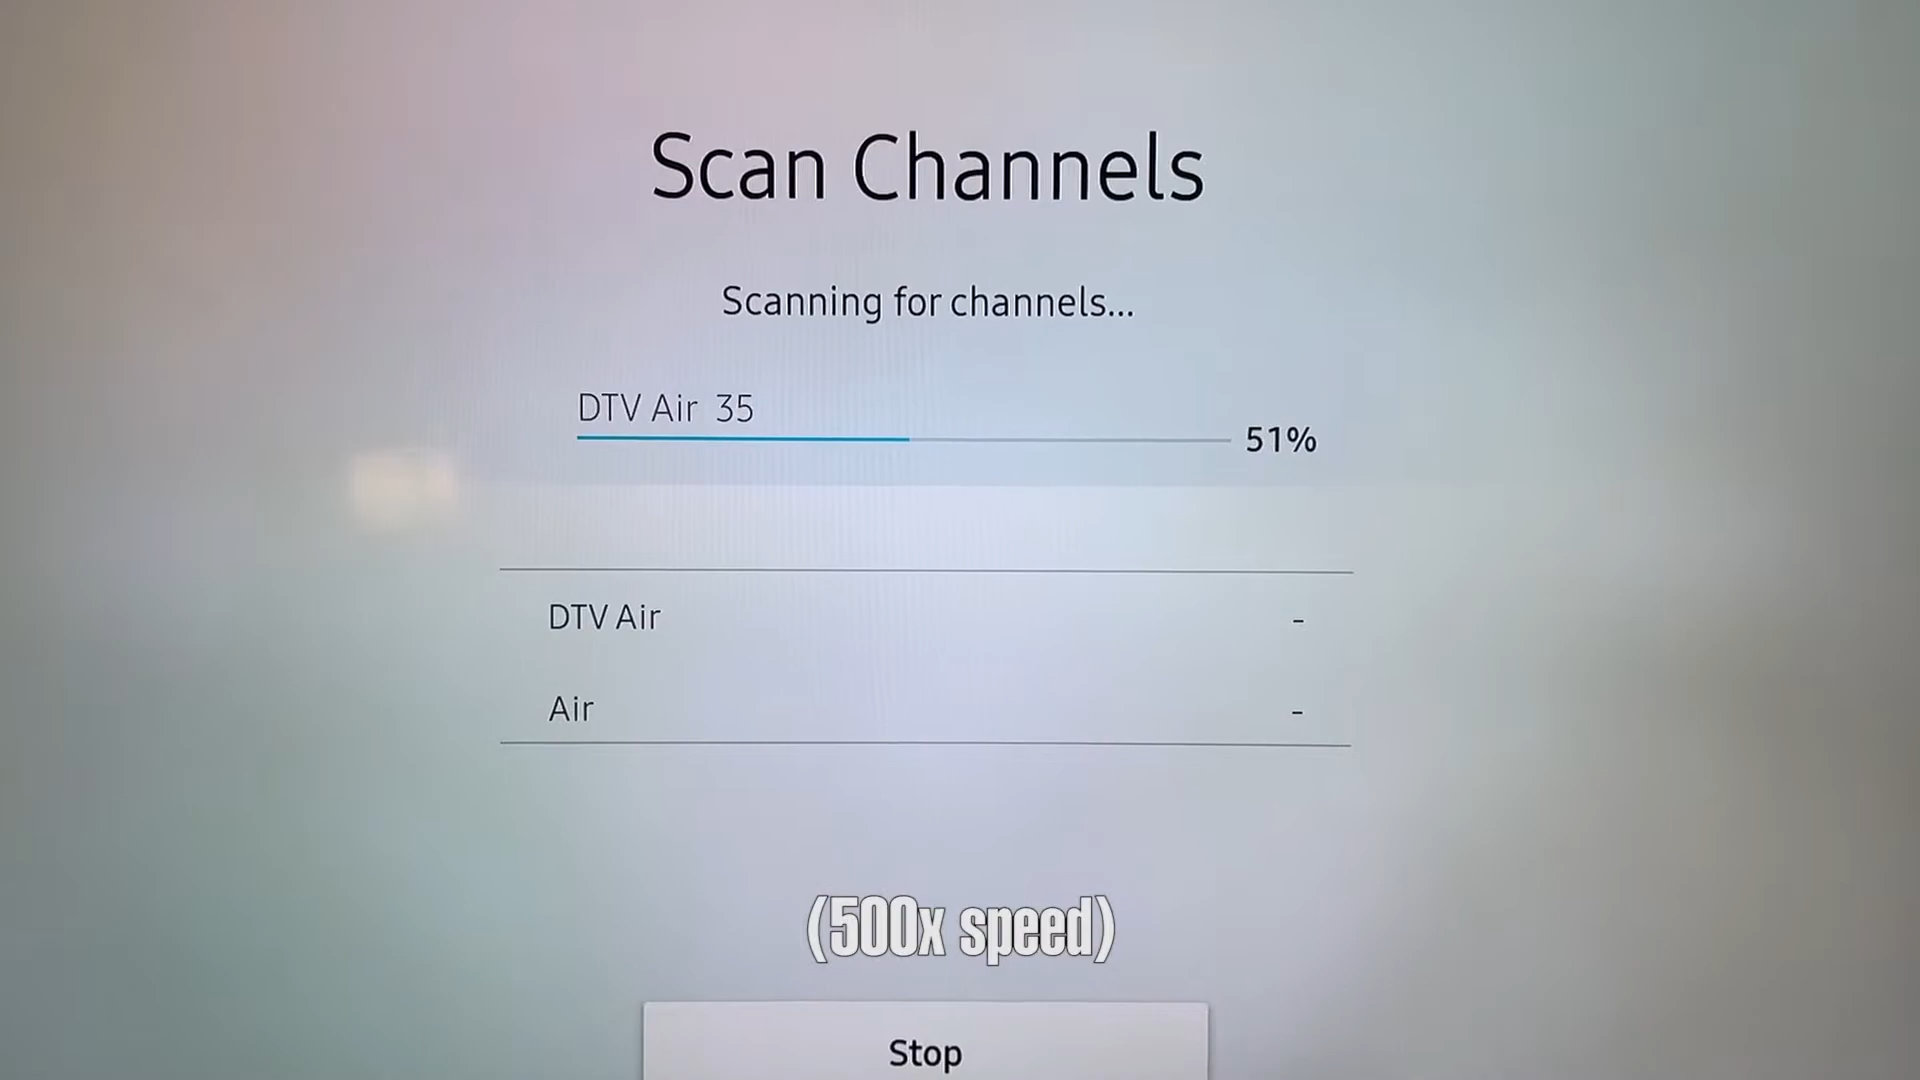 Scan Channels
Scanning for channels...
DTV Air 35
51%
DTV Air -
Air -
(500x speed)
Stop